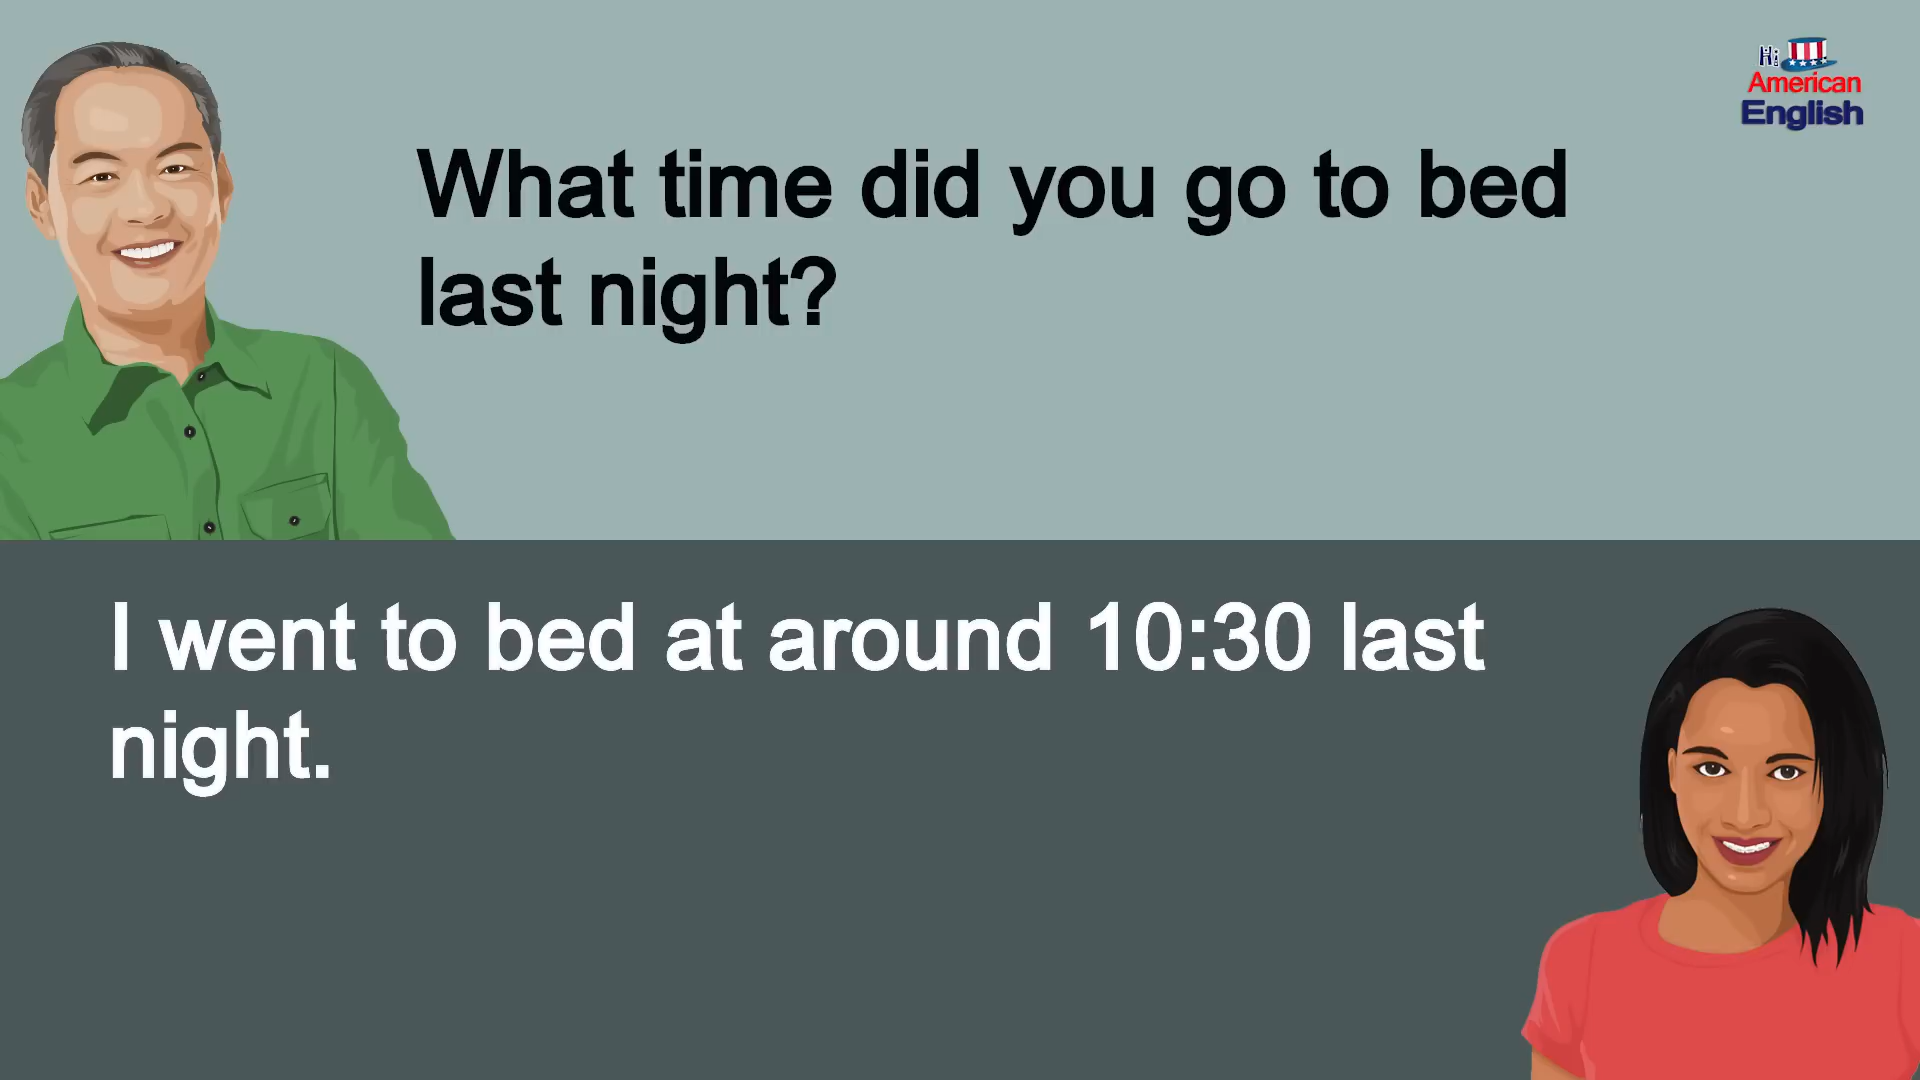 Hi
American
English
What time did you go to bed
last night?
I went to bed at around 10:30 last
night.